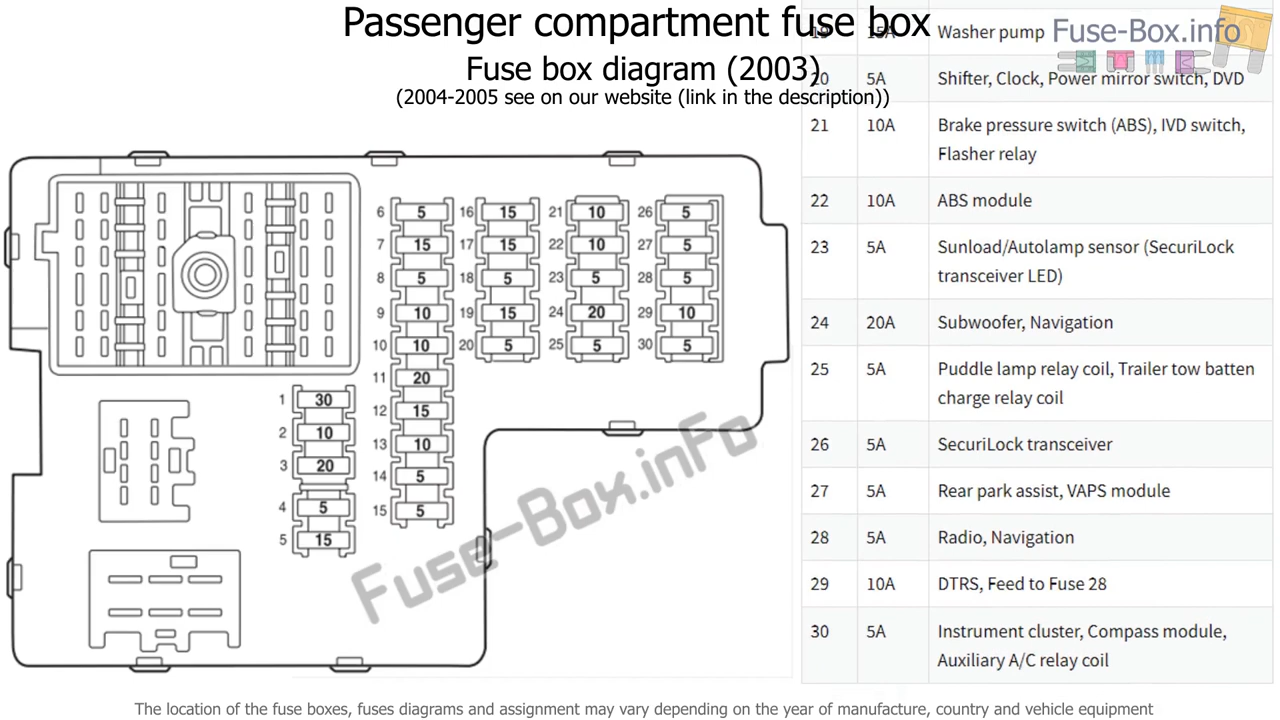 Passenger compartment fuse box
Fuse box diagram (2003)
(2004-2005 see on our website (link in the description))
Fuse-Box.info
6 5 16 15 21 10 26 5
7 15 17 15 22 10 27 5
8 5 18 5 23 5 28 5
9 10 19 15 24 20 29 10
10 10 20 5 25 5 30 5
11 20
1 30 12 15
2 10 13 10
3 20 14 5
4 5 15 5
5 15
Fuse-Box.inFo
19 15A Washer pump
20 5A Shifter, Clock, Power mirror switch, DVD
21 10A Brake pressure switch (ABS), IVD switch,
Flasher relay
22 10A ABS module
23 5A Sunload/Autolamp sensor (SecuriLock
transceiver LED)
24 20A Subwoofer, Navigation
25 5A Puddle lamp relay coil, Trailer tow batten
charge relay coil
26 5A SecuriLock transceiver
27 5A Rear park assist, VAPS module
28 5A Radio, Navigation
29 10A DTRS, Feed to Fuse 28
30 5A Instrument cluster, Compass module,
Auxiliary A/C relay coil
The location of the fuse boxes, fuses diagrams and assignment may vary depending on the year of manufacture, country and vehicle equipment